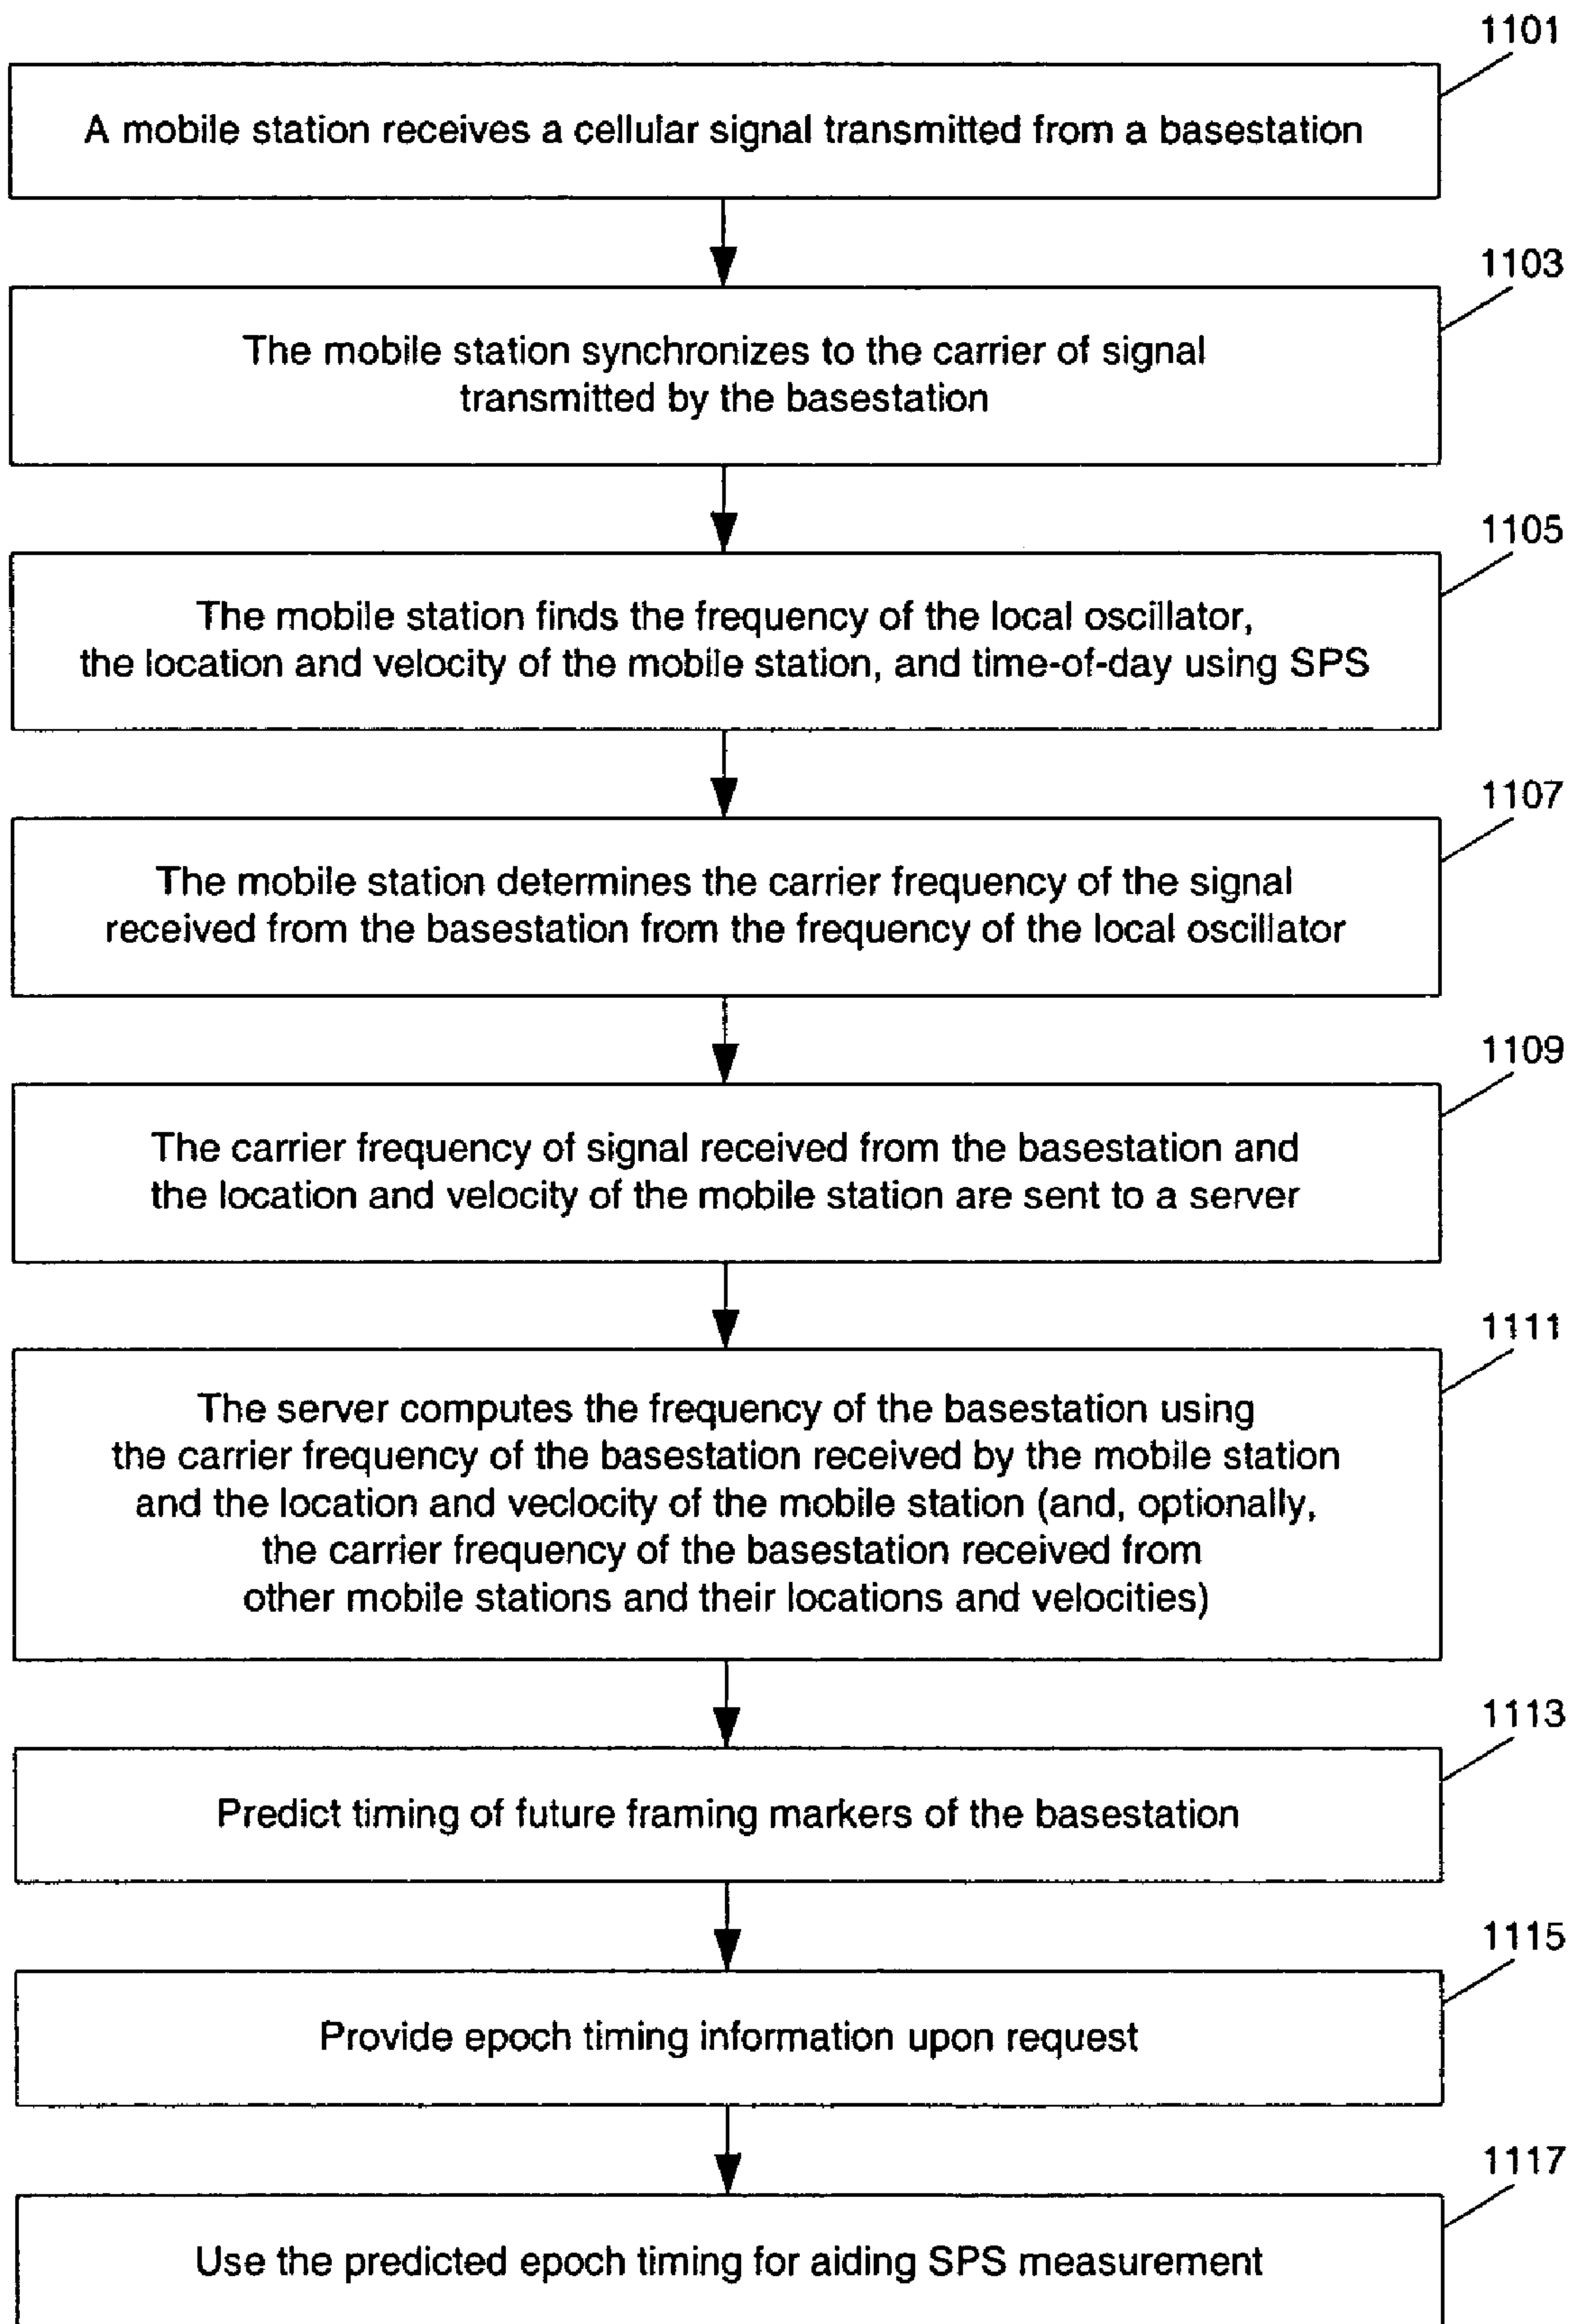 1101
A mobile station receives a cellular signal transmitted from a basestation
1103
The mobile station synchronizes to the carrier of signal
transmitted by the basestation
1105
The mobile station finds the frequency of the local oscillator,
the location and velocity of the mobile station, and time-of-day using SPS
1107
The mobile station determines the carrier frequency of the signal
received from the basestation from the frequency of the local oscillator
1109
The carrier frequency of signal received from the basestation and
the location and velocity of the mobile station are sent to a server
1111
The server computes the frequency of the basestation using
the carrier frequency of the basestation received by the mobile station
and the location and veclocity of the mobile station (and, optionally,
the carrier frequency of the basestation received from
other mobile stations and their locations and velocities)
1113
Predict timing of future framing markers of the basestation
1115
Provide epoch timing information upon request
1117
Use the predicted epoch timing for aiding SPS measurement